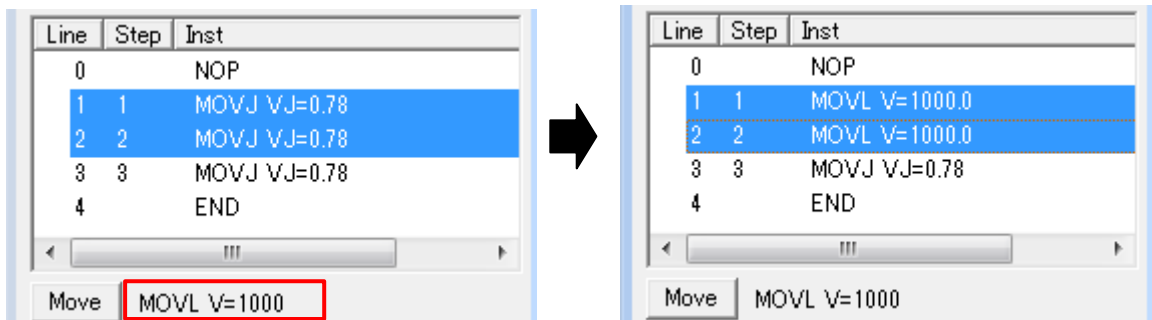 Line Step Inst
0 NOP
1 1 MOVJ VJ=0.78
2 2 MOVJ VJ=0.78
3 3 MOVJ VJ=0.78
4 END
Move MOVL V=1000
Line Step Inst
0 NOP
1 1 MOVL V=1000.0
2 2 MOVL V=1000.0
3 3 MOVJ VJ=0.78
4 END
Move MOVL V=1000